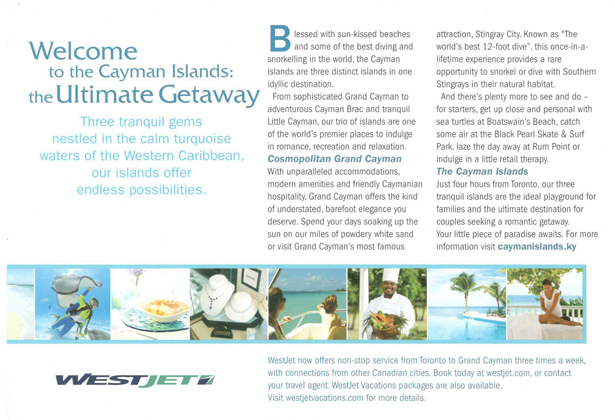 Welcome
to the Cayman Islands:
the Ultimate Getaway
Three tranquil gems
nestled in the calm turquoise
waters of the Western Caribbean,
our islands offer
endless possibilities.
Blessed with sun-kissed beaches
and some of the best diving and
snorkelling in the world, the Cayman
Islands are three distinct islands in one
idyllic destination.
From sophisticated Grand Cayman to
adventurous Cayman Brac and tranquil
Little Cayman, our trio of islands are one
of the world's premier places to indulge
in romance, recreation and relaxation.
Cosmopolitan Grand Cayman
With unparalleled accommodations,
modern amenities and friendly Caymanian
hospitality, Grand Cayman offers the kind
of understated, barefoot elegance you
deserve. Spend your days soaking up the
sun on our miles of powdery white sand
or visit Grand Cayman's most famous
attraction, Stingray City. Known as "The
world's best 12-foot dive", this once-in-a-
lifetime experience provides a rare
opportunity to snorkel or dive with Southern
Stingrays in their natural habitat.
And there's plenty more to see and do –
for starters, get up close and personal with
sea turtles at Boatswain's Beach, catch
some air at the Black Pearl Skate & Surf
Park, laze the day away at Rum Point or
indulge in a little retail therapy.
The Cayman Islands
Just four hours from Toronto, our three
tranquil islands are the ideal playground for
families and the ultimate destination for
couples seeking a romantic getaway.
Your little piece of paradise awaits. For more
information visit caymanislands.ky
WESTJET
WestJet now offers non-stop service from Toronto to Grand Cayman three times a week,
with connections from other Canadian cities. Book today at westjet.com, or contact
your travel agent. WestJet Vacations packages are also available.
Visit westjetvacations.com for more details.